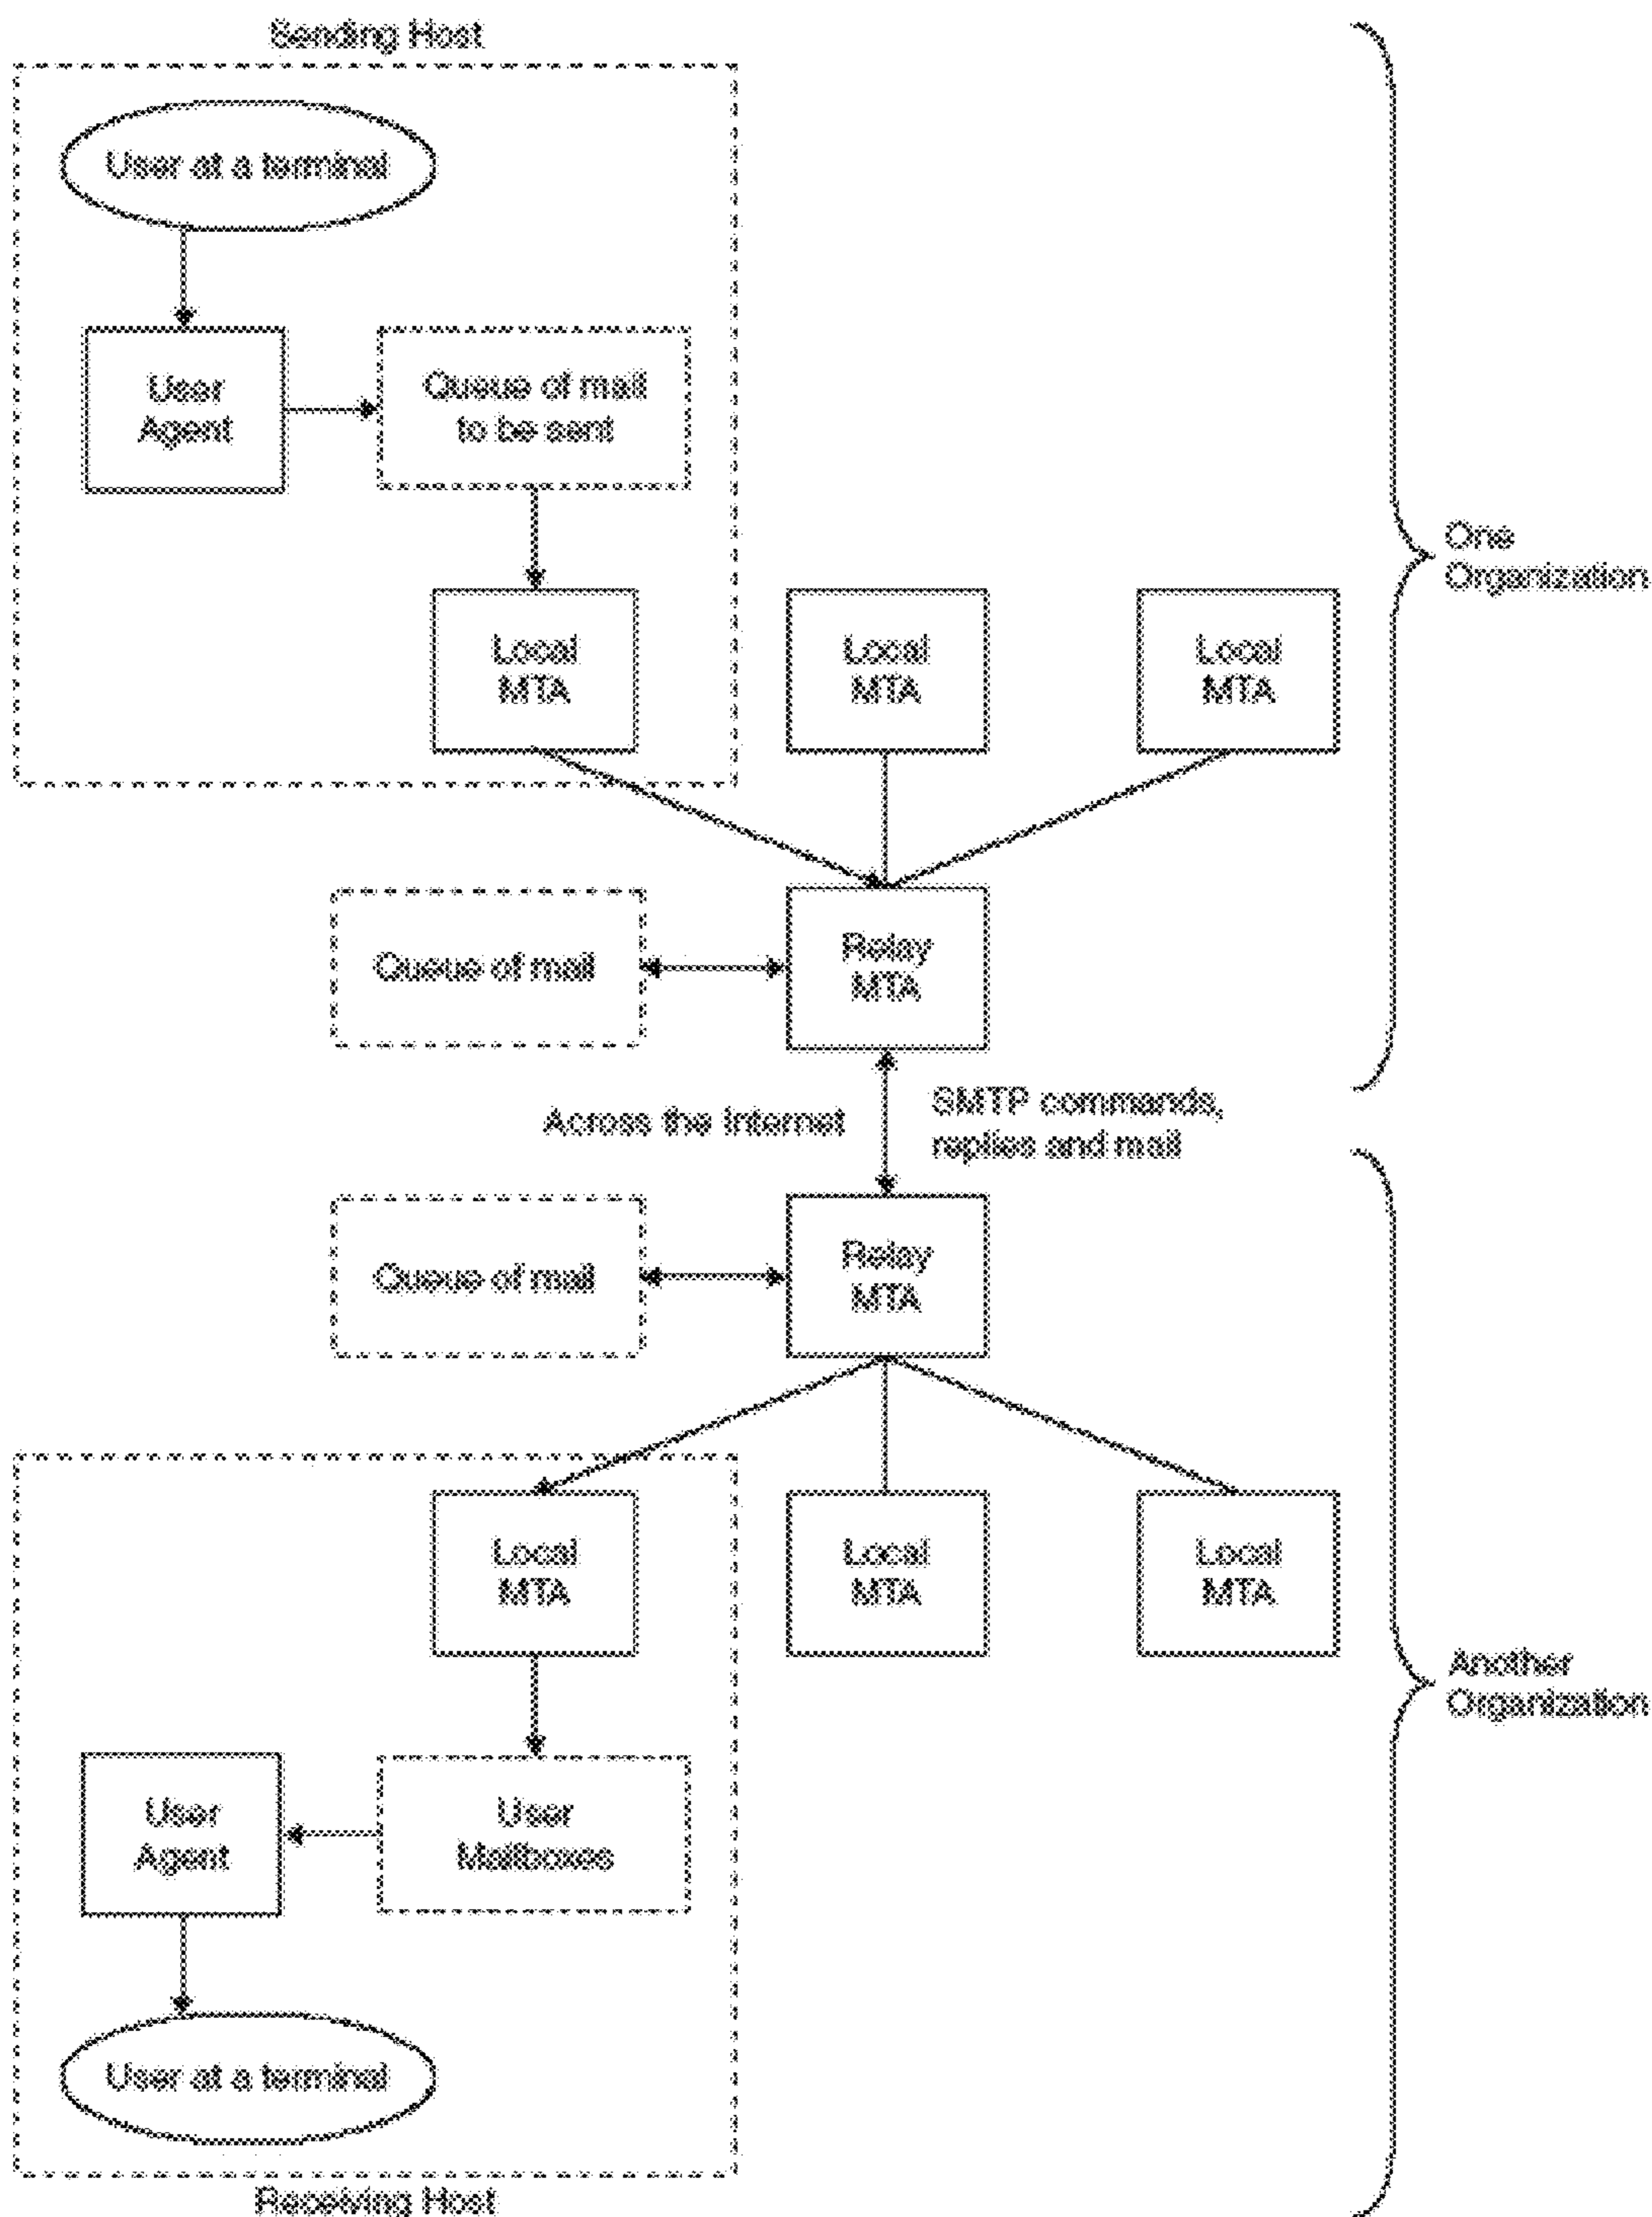 Sending Host
User at a terminal
User
Agent
Queue of mail
to be sent
One
Organization
Local
MTA
Local
MTA
Local
MTA
Queue of mail
Relay
MTA
Across the Internet
SMTP commands,
replies and mail
Queue of mail
Relay
MTA
Local
MTA
Local
MTA
Local
MTA
Another
Organization
User
Agent
User
Mailboxes
User at a terminal
Receiving Host